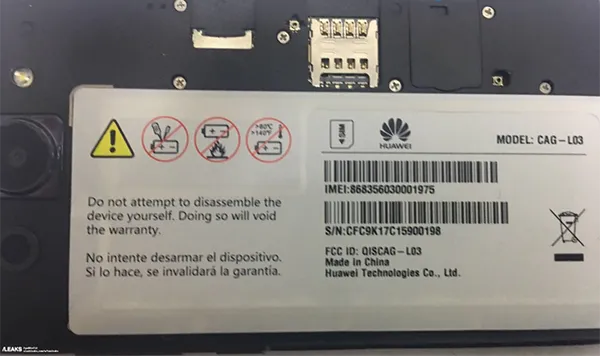 >60℃
>140℉
SIM
HUAWEI
MODEL: CAG-L03
IMEI:868356030001975
S/N:CFC9K17C15900198
FCC ID: QISCAG-L03
Made in China
Huawei Technologies Co., Ltd.
Do not attempt to disassemble the
device yourself. Doing so will void
the warranty.
No intente desarmar el dispositivo.
Si lo hace, se invalidará la garantía.
/LEAKS